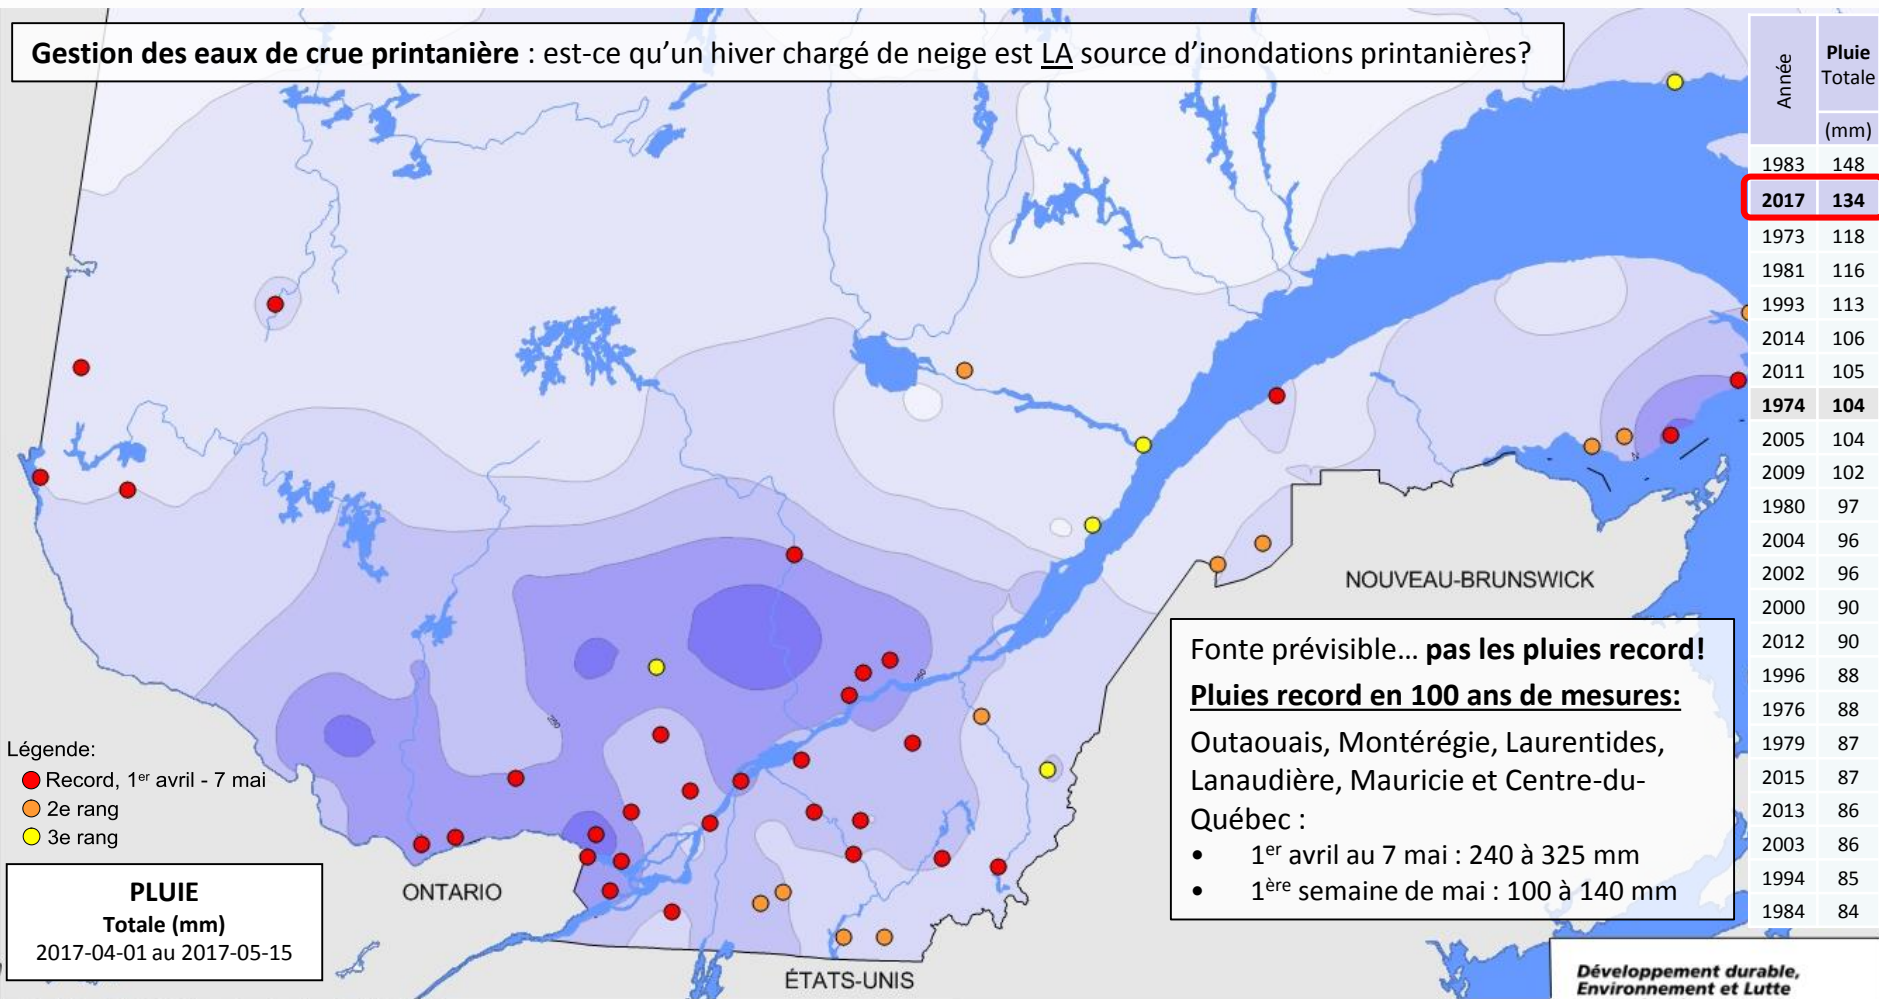 Gestion des eaux de crue printanière : est-ce qu'un hiver chargé de neige est LA source d'inondations printanières?
Année Pluie
Totale
(mm)
1983 148
2017 134
1973 118
1981 116
1993 113
2014 106
2011 105
1974 104
2005 104
2009 102
1980 97
2004 96
2002 96
2000 90
2012 90
1996 88
1976 88
1979 87
2015 87
2013 86
2003 86
1994 85
1984 84
NOUVEAU-BRUNSWICK
Fonte prévisible... pas les pluies record!
Pluies record en 100 ans de mesures:
Outaouais, Montérégie, Laurentides,
Lanaudière, Mauricie et Centre-du-
Québec :
• 1er avril au 7 mai : 240 à 325 mm
• 1ère semaine de mai : 100 à 140 mm
Légende:
Record, 1er avril - 7 mai
2e rang
3e rang
PLUIE
Totale (mm)
2017-04-01 au 2017-05-15
ONTARIO
ÉTATS-UNIS
Développement durable,
Environnement et Lutte